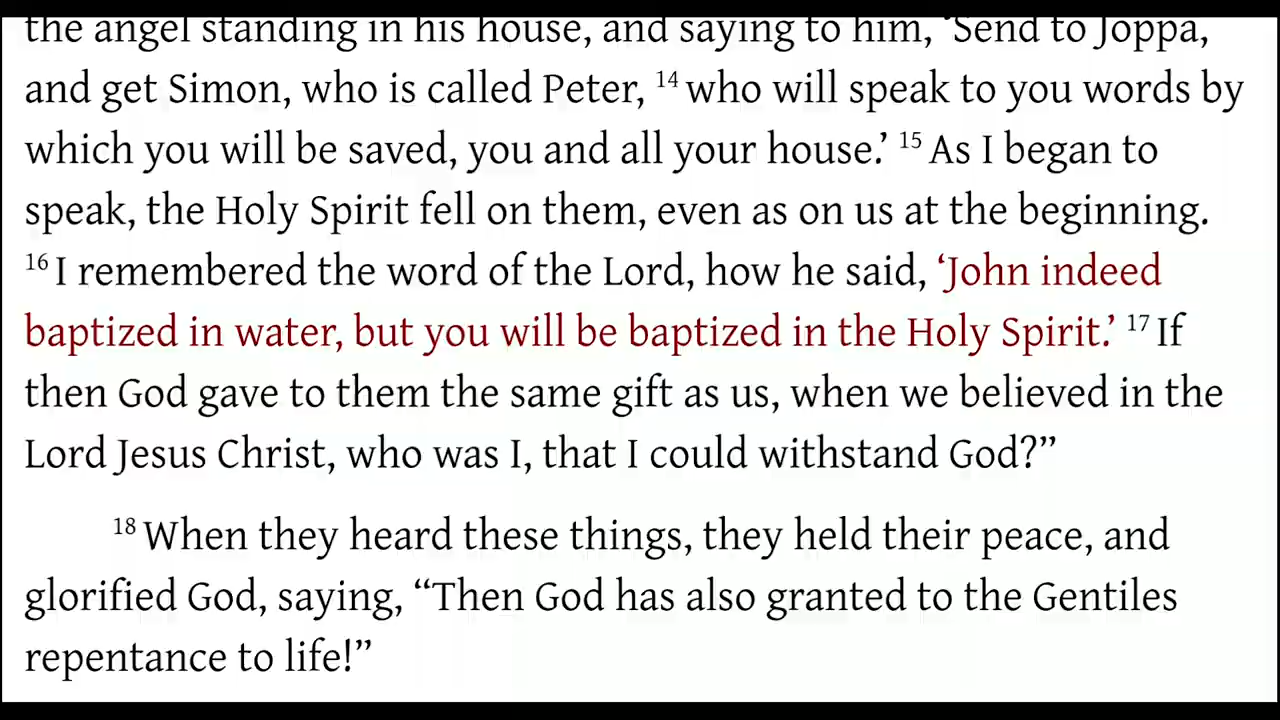 the angel standing in his house, and saying to him, ‘Send to Joppa,
and get Simon, who is called Peter, 14 who will speak to you words by
which you will be saved, you and all your house.’ 15 As I began to
speak, the Holy Spirit fell on them, even as on us at the beginning.
16 I remembered the word of the Lord, how he said, ‘John indeed
baptized in water, but you will be baptized in the Holy Spirit.’ 17 If
then God gave to them the same gift as us, when we believed in the
Lord Jesus Christ, who was I, that I could withstand God?”
18 When they heard these things, they held their peace, and
glorified God, saying, “Then God has also granted to the Gentiles
repentance to life!”